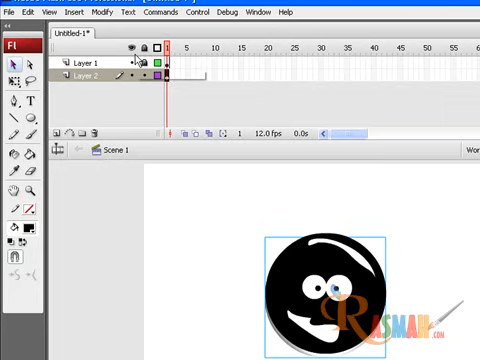 File Edit View Insert Modify Text Commands Control Debug Window Help
Untitled-1*
Fl
1 5 10 15 20 25 30 35 40 45 50 55 60
Layer 1
Layer 2
1 12.0 fps 0.0s
Scene 1
Wor
RASMAH.COM